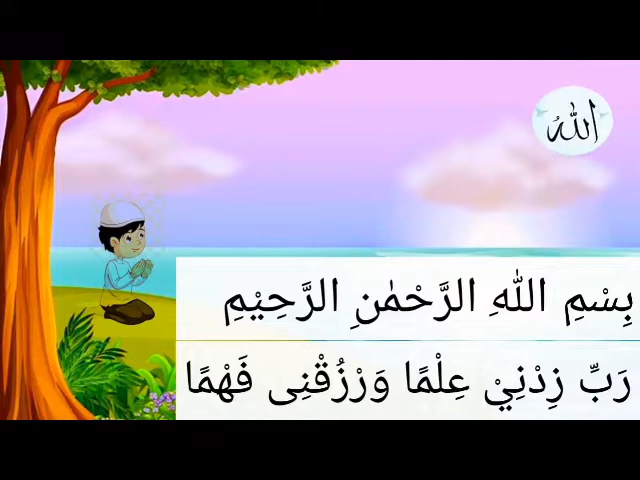 الله
بِسْمِ اللّٰهِ الرَّحْمٰنِ الرَّحِيْمِ
رَبِّ زِدْنِيْ عِلْمًا وَرْزُقْنِى فَهْمًا